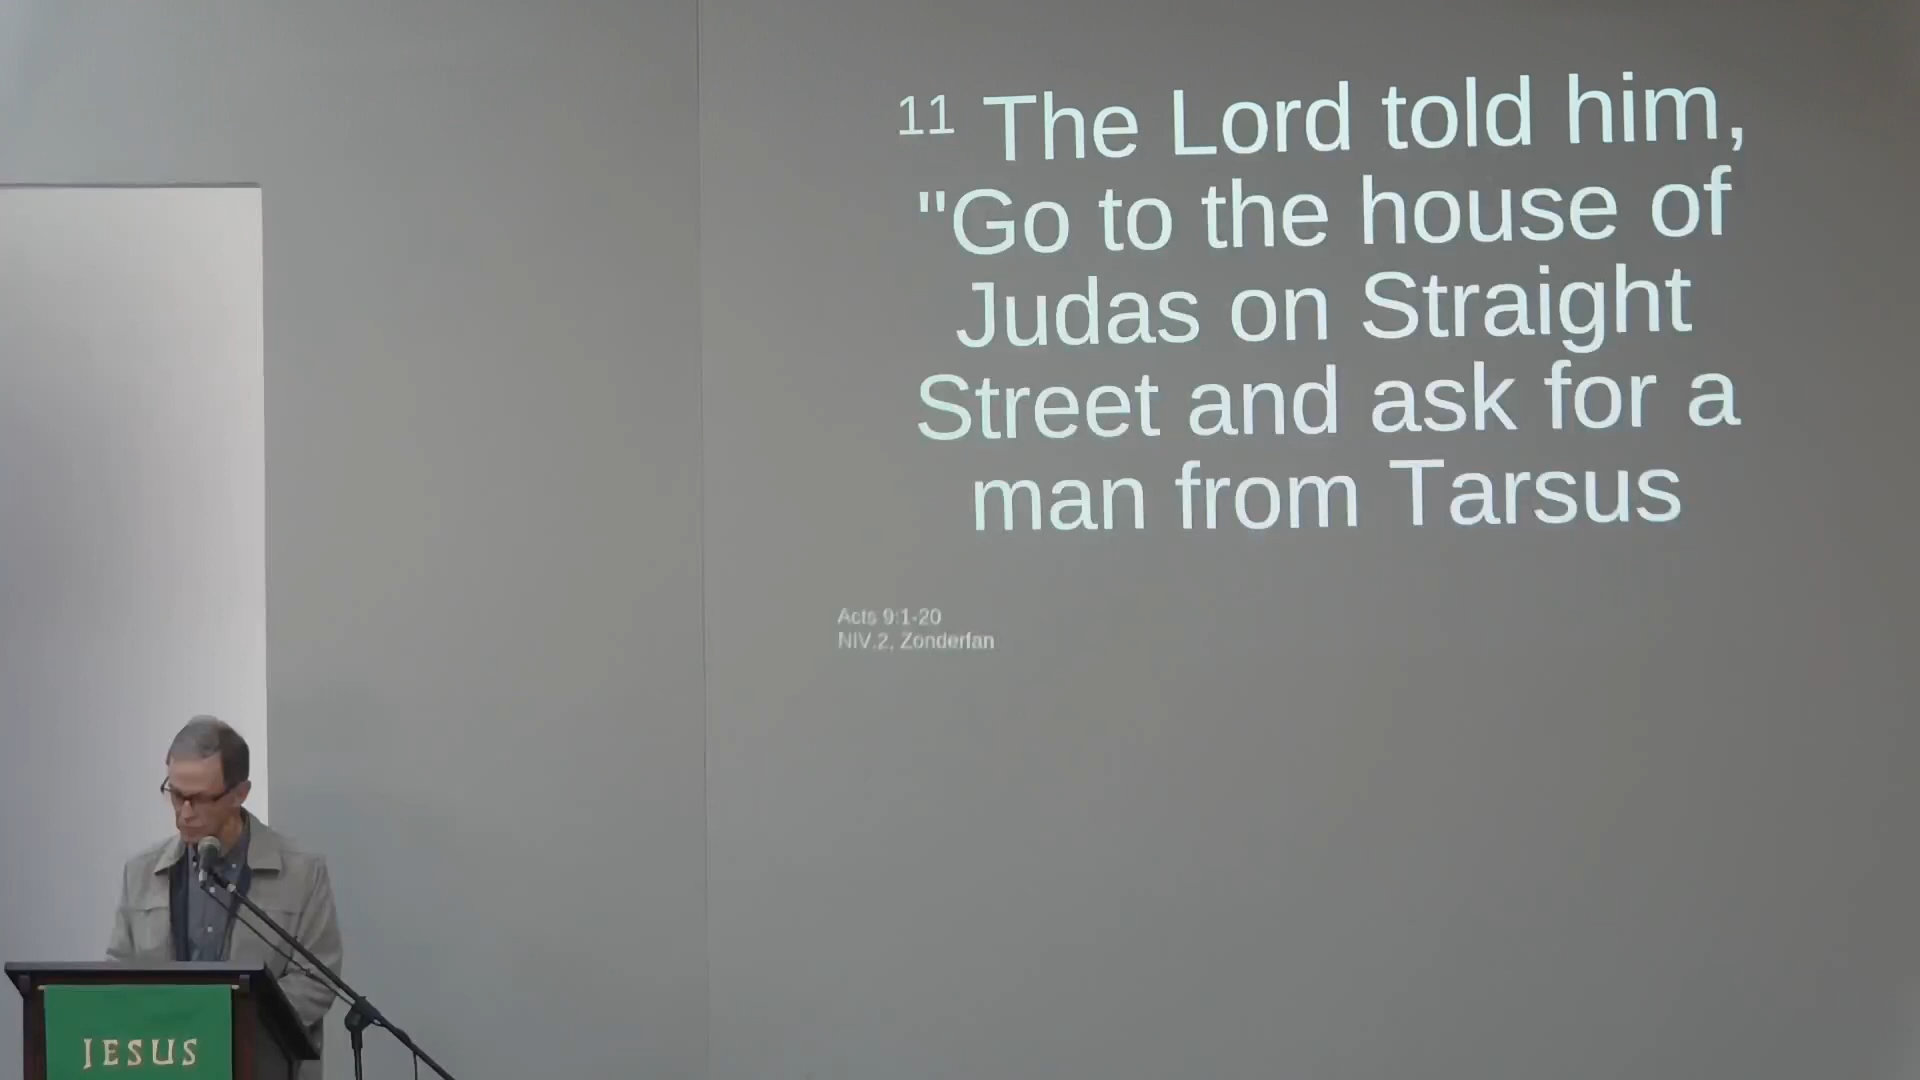 11 The Lord told him,
"Go to the house of
Judas on Straight
Street and ask for a
man from Tarsus
Acts 9:1-20
NIV.2, Zonderfan
JESUS